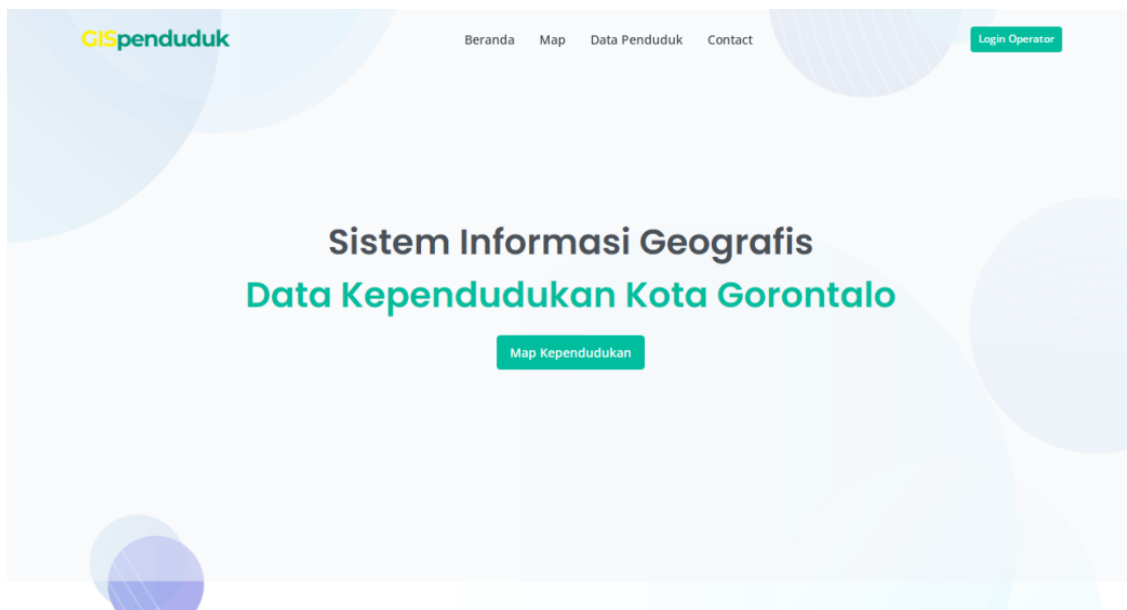 GISpenduduk
Beranda Map Data Penduduk Contact
Login Operator
Sistem Informasi Geografis
Data Kependudukan Kota Gorontalo
Map Kependudukan